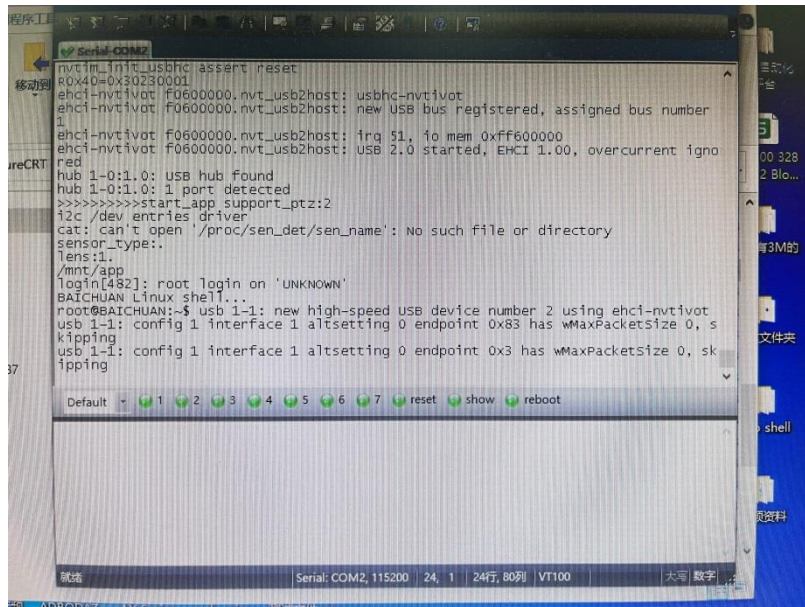 程序工具
移动到
ureCRT
37
Serial-COM2
nvtim_init_usbhc assert reset
R0x40=0x30230001
ehci-nvtivot f0600000.nvt_usb2host: usbhc-nvtivot
ehci-nvtivot f0600000.nvt_usb2host: new USB bus registered, assigned bus number
1
ehci-nvtivot f0600000.nvt_usb2host: irq 51, io mem 0xff600000
ehci-nvtivot f0600000.nvt_usb2host: USB 2.0 started, EHCI 1.00, overcurrent igno
red
hub 1-0:1.0: USB hub found
hub 1-0:1.0: 1 port detected
>>>>>>>>>>start_app support_ptz:2
i2c /dev entries driver
cat: can't open '/proc/sen_det/sen_name': No such file or directory
sensor_type:.
lens:1.
/mnt/app
login[482]: root login on 'UNKNOWN'
BAICHUAN Linux shell...
root@BAICHUAN:~$ usb 1-1: new high-speed USB device number 2 using ehci-nvtivot
usb 1-1: config 1 interface 1 altsetting 0 endpoint 0x83 has wMaxPacketSize 0, s
kipping
usb 1-1: config 1 interface 1 altsetting 0 endpoint 0x3 has wMaxPacketSize 0, sk
ipping
Default 1 2 3 4 5 6 7 reset show reboot
就绪 Serial: COM2, 115200 24, 1 24行, 80列 VT100 大写 数字
00 328
2 Blo...
有3M的
文件夹
shell
资料